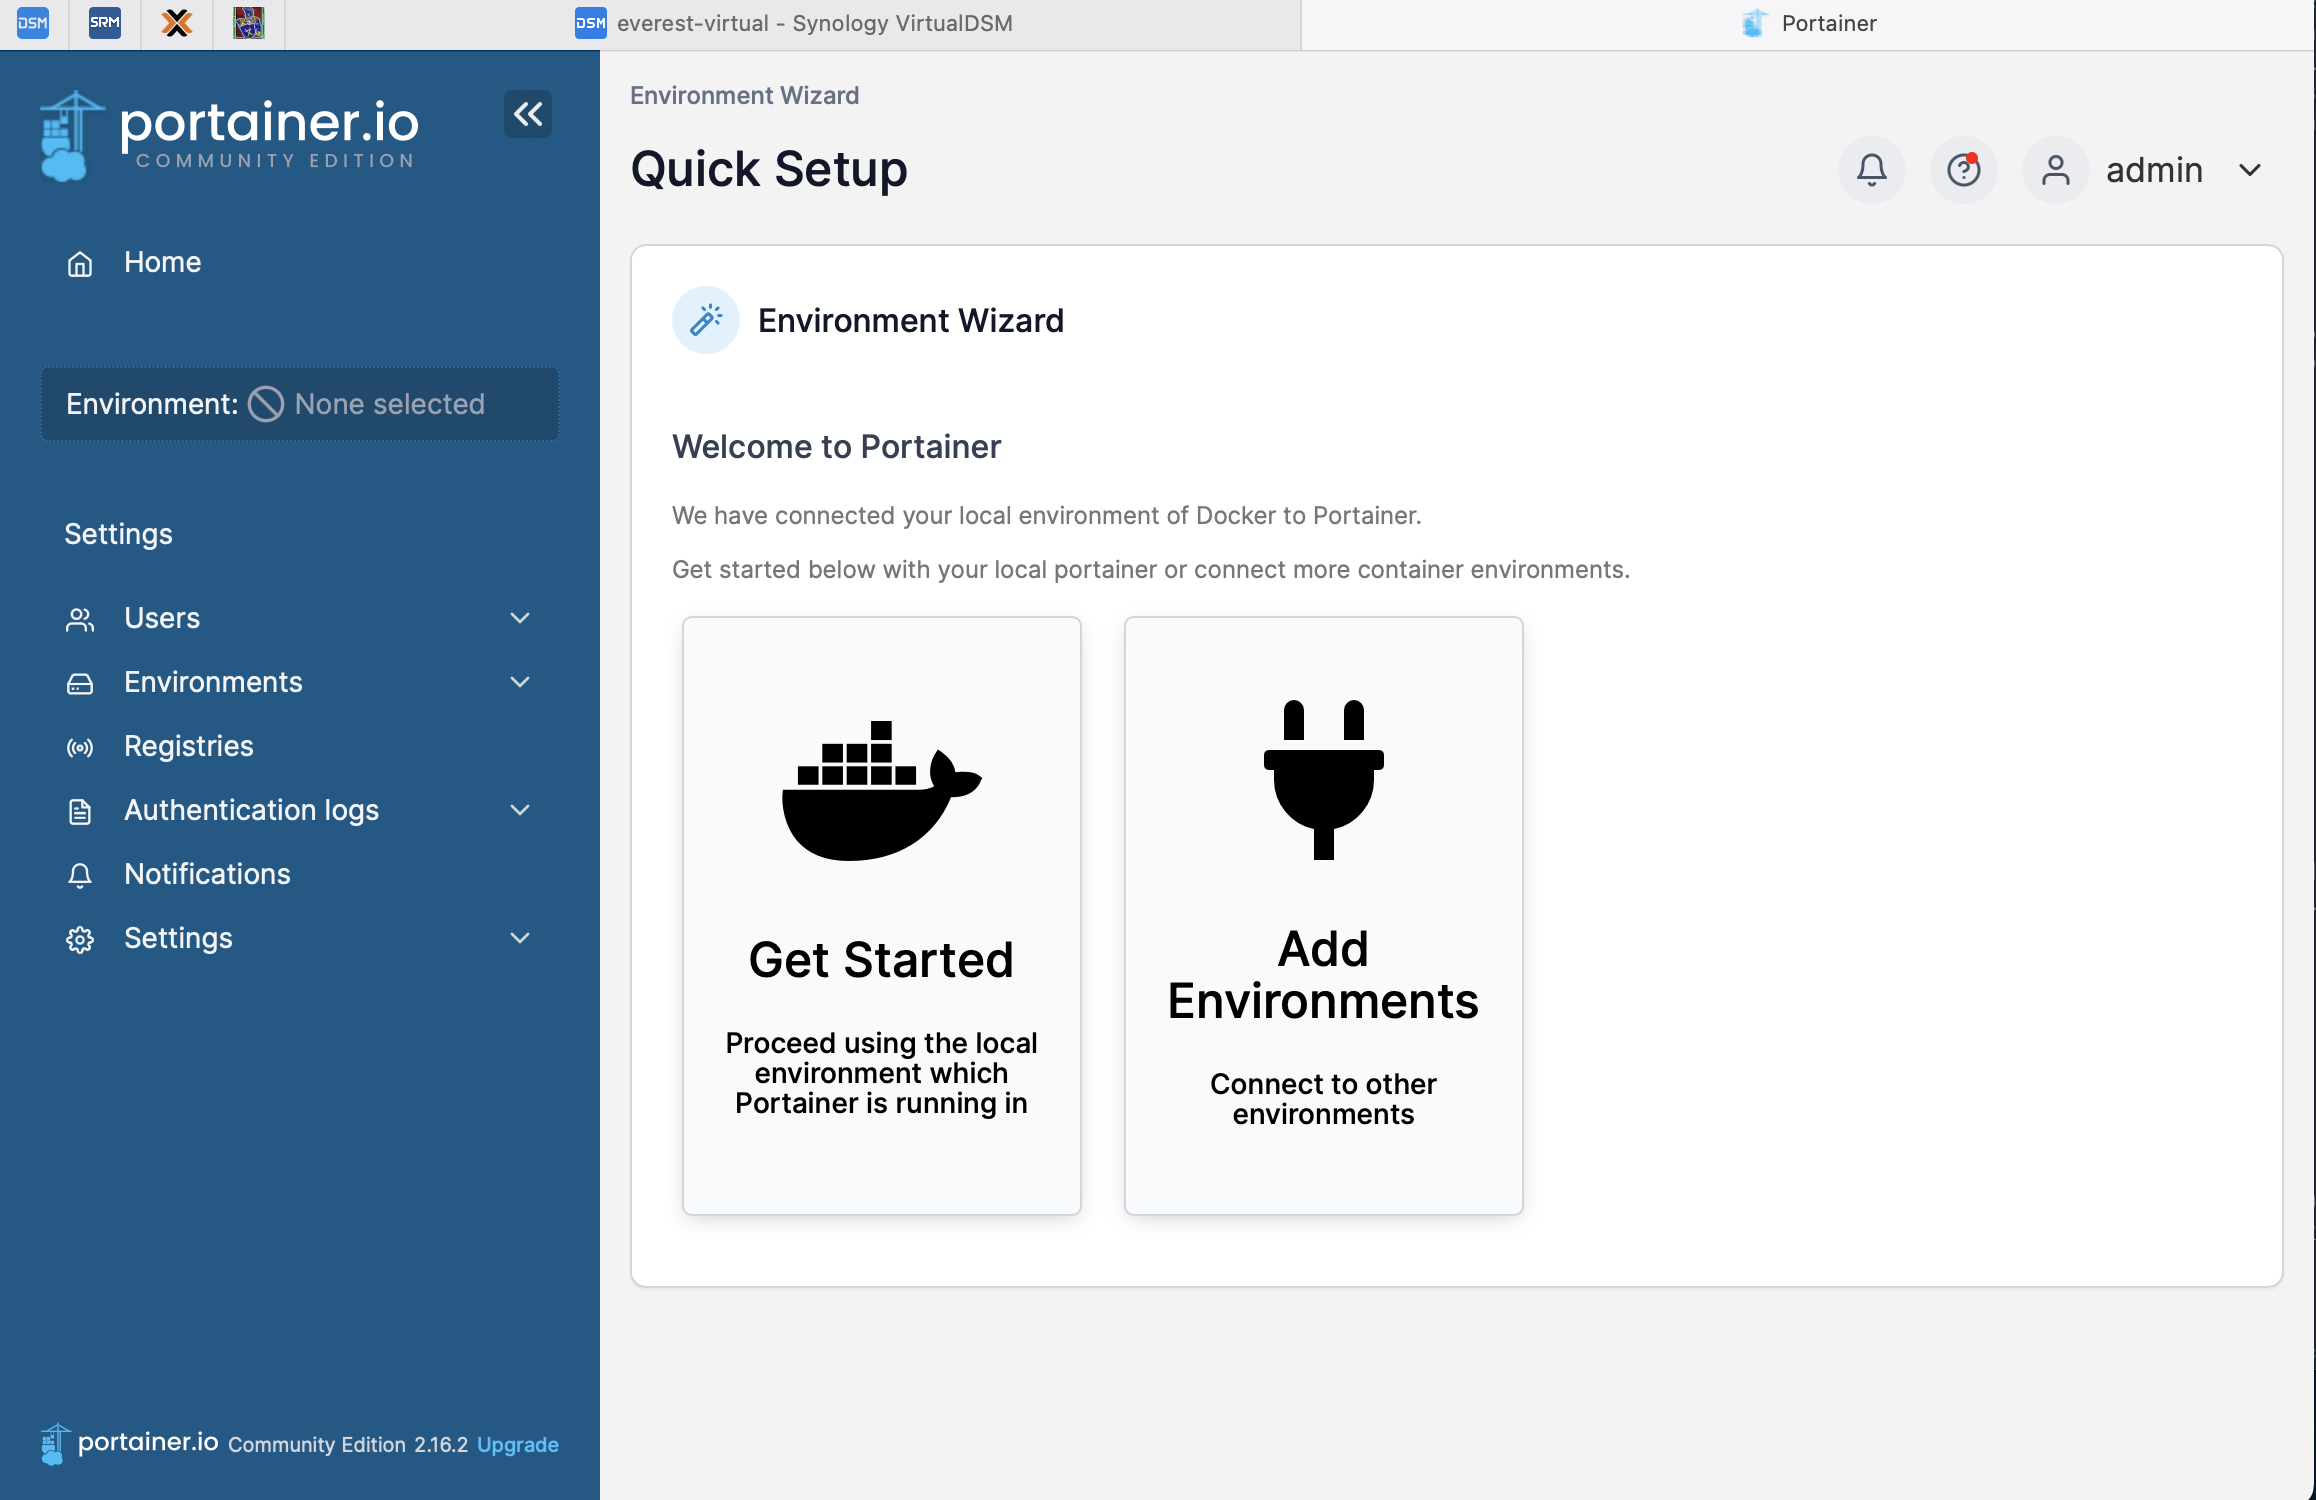 DSM
SRM
DSM everest-virtual - Synology VirtualDSM
Portainer
portainer.io
COMMUNITY EDITION
Home
Environment: None selected
Settings
Users
Environments
Registries
Authentication logs
Notifications
Settings
portainer.io Community Edition 2.16.2 Upgrade
Environment Wizard
Quick Setup
admin
Environment Wizard
Welcome to Portainer
We have connected your local environment of Docker to Portainer.
Get started below with your local portainer or connect more container environments.
Get Started
Proceed using the local
environment which
Portainer is running in
Add
Environments
Connect to other
environments